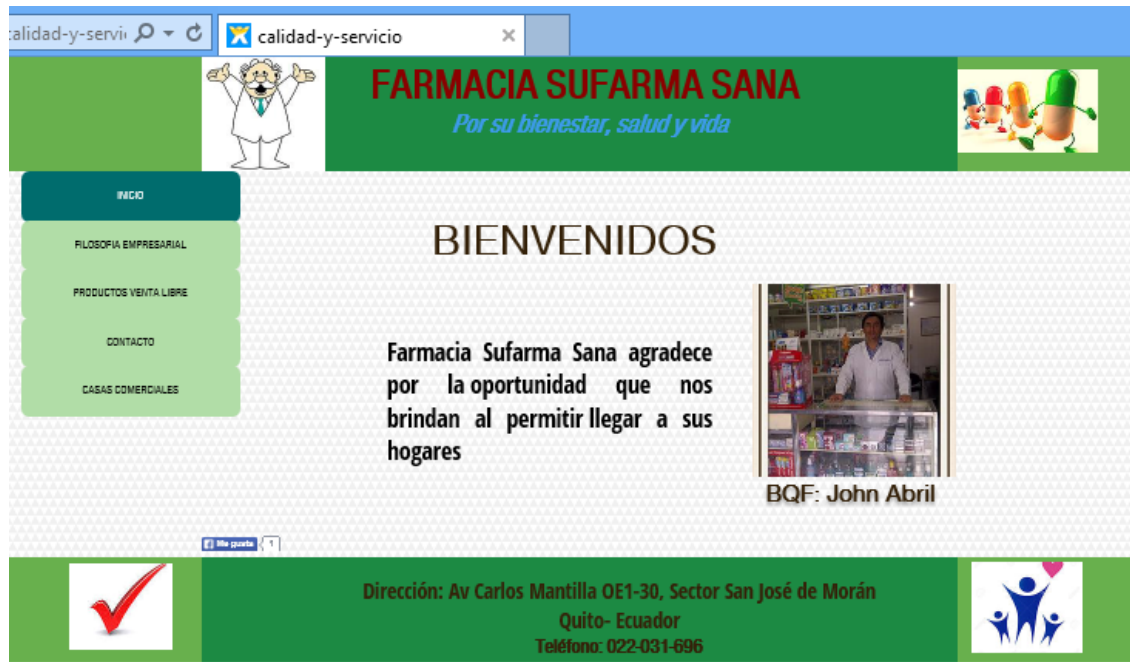 calidad-y-servi
calidad-y-servicio
FARMACIA SUFARMA SANA
Por su bienestar, salud y vida
INICIO
FILOSOFIA EMPRESARIAL
PRODUCTOS VENTA LIBRE
CONTACTO
CASAS COMERCIALES
BIENVENIDOS
Farmacia Sufarma Sana agradece
por la oportunidad que nos
brindan al permitir llegar a sus
hogares
BQF: John Abril
Me gusta 1
Dirección: Av Carlos Mantilla OE1-30, Sector San José de Morán
Quito- Ecuador
Teléfono: 022-031-696